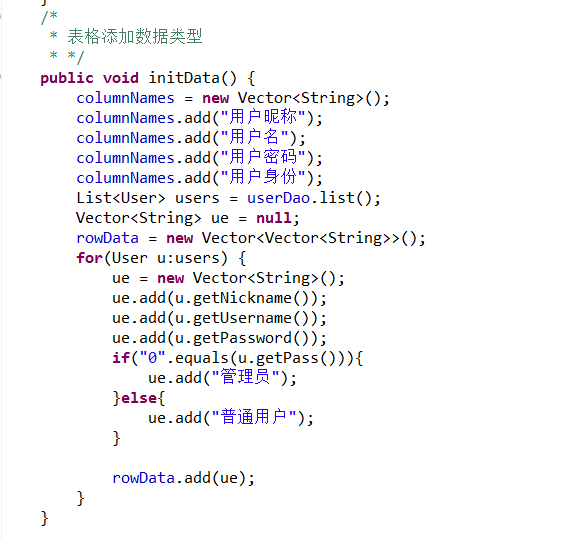 }
/*
 * 表格添加数据类型
 * */
public void initData() {
    columnNames = new Vector<String>();
    columnNames.add("用户昵称");
    columnNames.add("用户名");
    columnNames.add("用户密码");
    columnNames.add("用户身份");
    List<User> users = userDao.list();
    Vector<String> ue = null;
    rowData = new Vector<Vector<String>>();
    for(User u:users) {
        ue = new Vector<String>();
        ue.add(u.getNickname());
        ue.add(u.getUsername());
        ue.add(u.getPassword());
        if("0".equals(u.getPass())){
            ue.add("管理员");
        }else{
            ue.add("普通用户");
        }
        rowData.add(ue);
    }
}